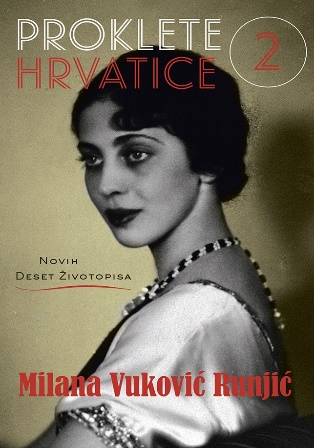 PROKLETE
HRVATICE 2
NOVIH
DESET ŽIVOTOPISA
Milana Vuković Runjić